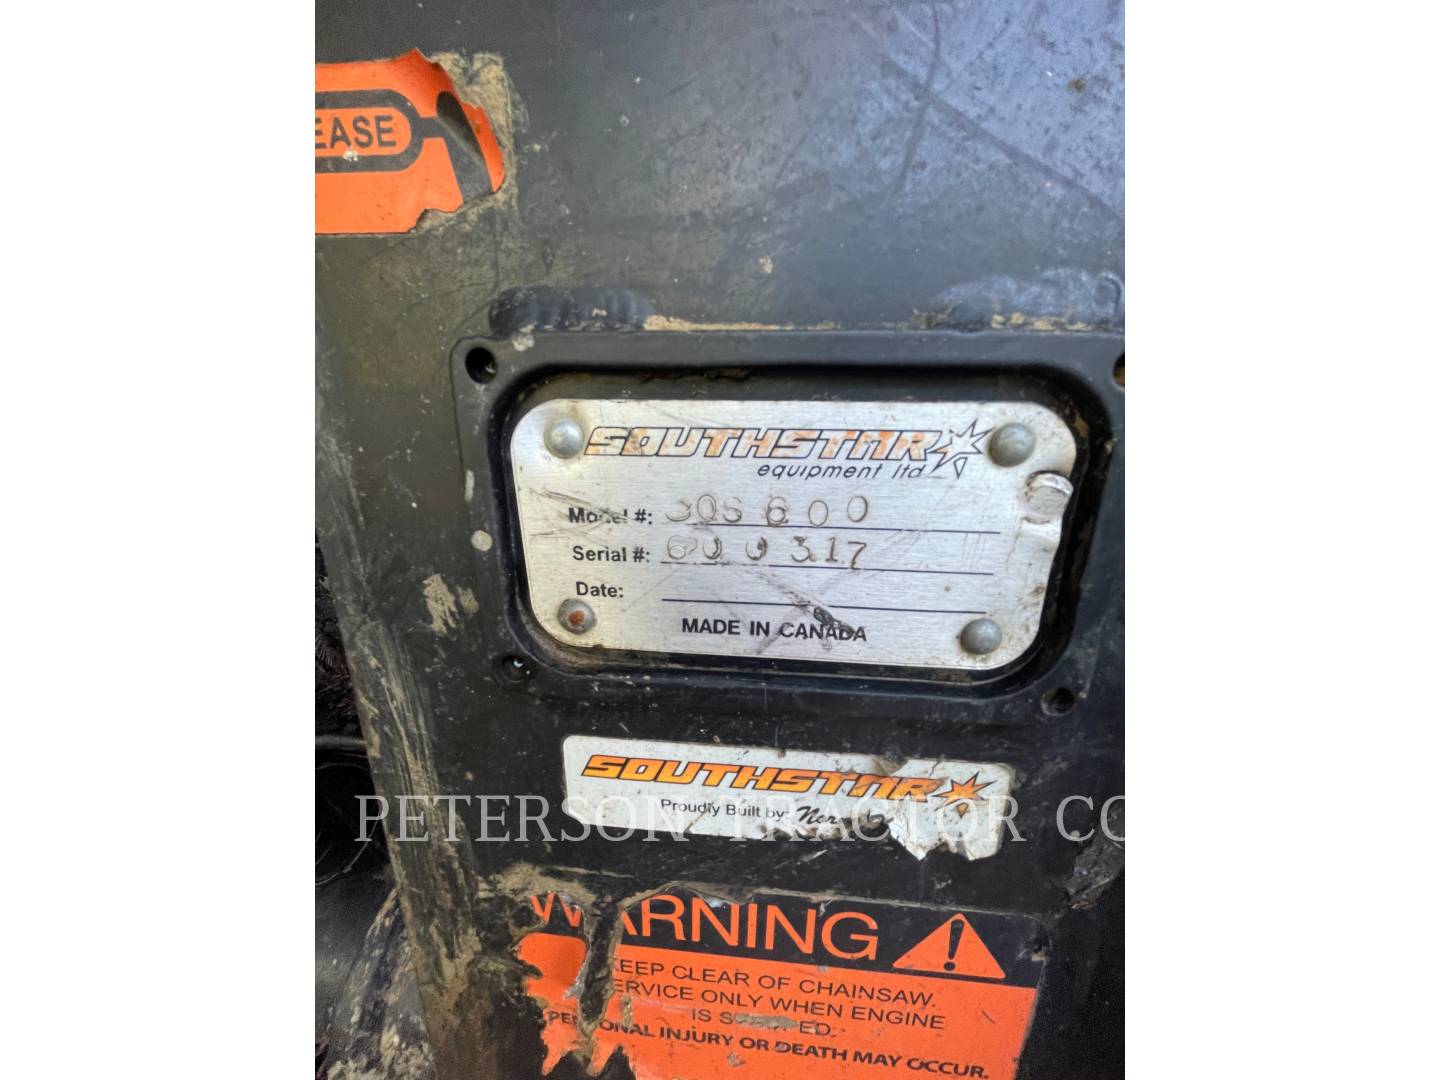 EASE
SOUTHSTAR
equipment ltd
Model #: 600
Serial #: 600317
Date:
MADE IN CANADA
SOUTHSTAR
Proudly Built by:
PETERSON TRACTOR CO
WARNING
KEEP CLEAR OF CHAINSAW.
SERVICE ONLY WHEN ENGINE
IS STOPPED.
PERSONAL INJURY OR DEATH MAY OCCUR.